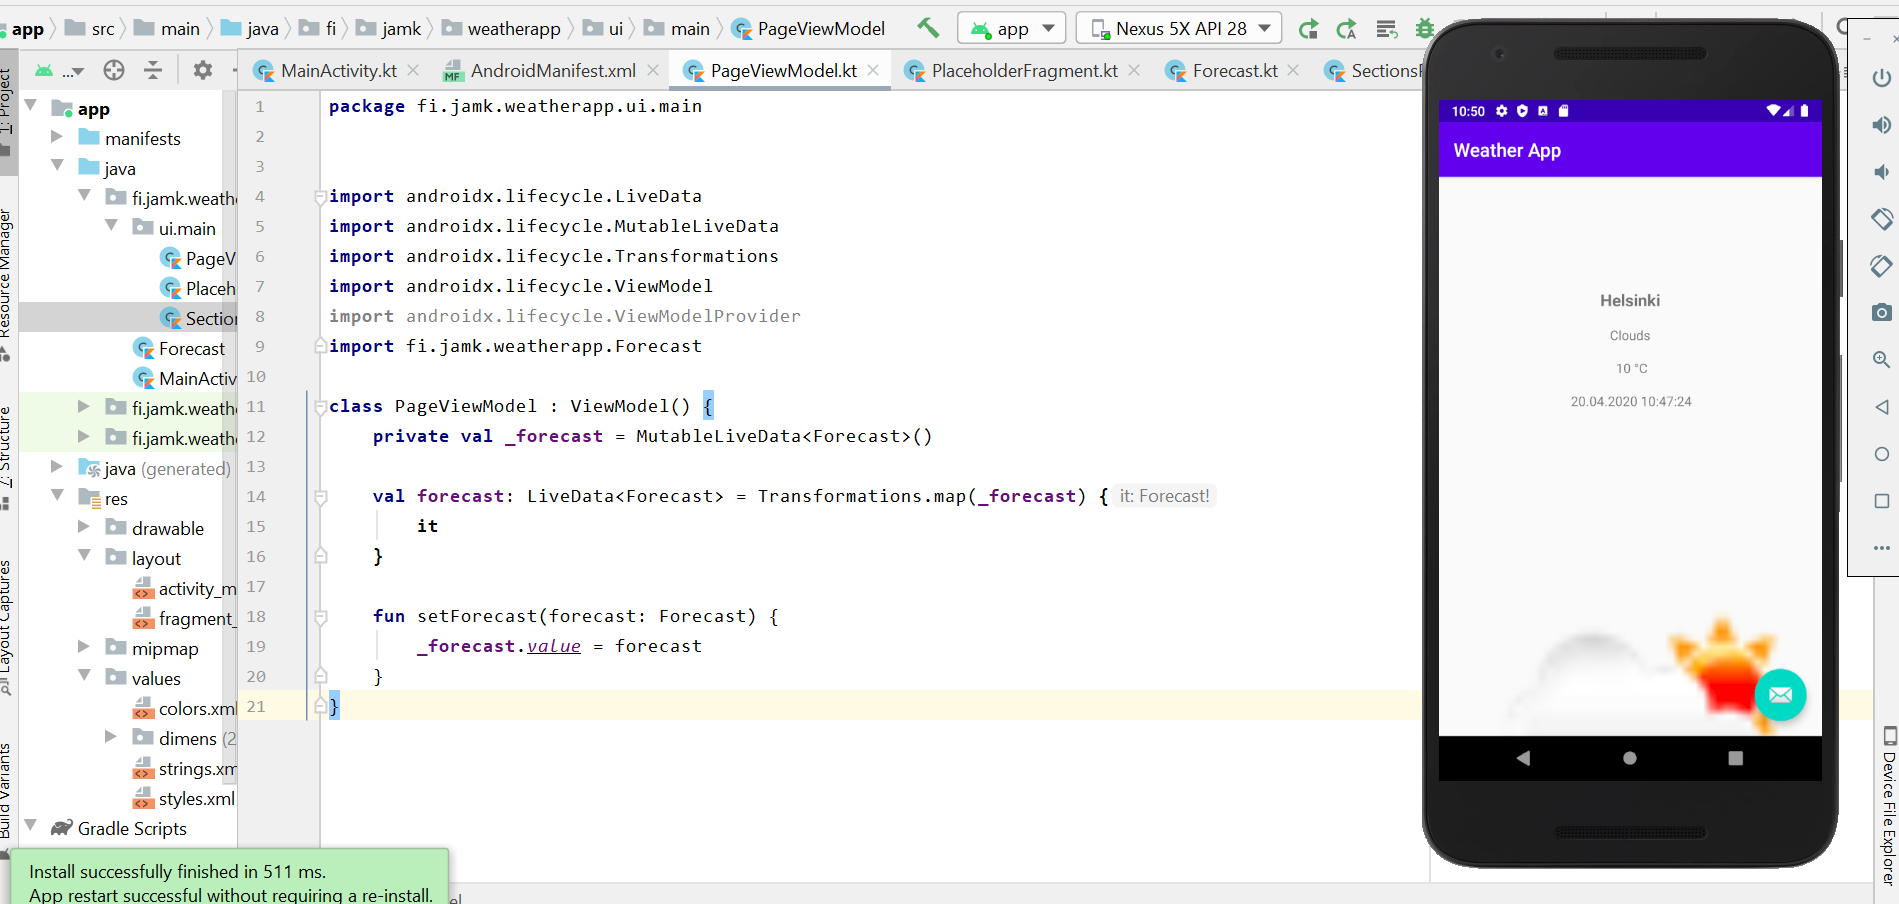 app src main java fi jamk weatherapp ui main PageViewModel app Nexus 5X API 28
... MainActivity.kt AndroidManifest.xml PageViewModel.kt PlaceholderFragment.kt Forecast.kt
1: Project
Resource Manager
7: Structure
Layout Captures
Build Variants
app
manifests
java
fi.jamk.weath
ui.main
PageV
Placeh
Section
Forecast
MainActiv
fi.jamk.weath
fi.jamk.weath
java (generated)
res
drawable
layout
activity_m
fragment_
mipmap
values
colors.xml
dimens (2
strings.xm
styles.xml
Gradle Scripts
1 package fi.jamk.weatherapp.ui.main
2
3
4 import androidx.lifecycle.LiveData
5 import androidx.lifecycle.MutableLiveData
6 import androidx.lifecycle.Transformations
7 import androidx.lifecycle.ViewModel
8 import androidx.lifecycle.ViewModelProvider
9 import fi.jamk.weatherapp.Forecast
10
11 class PageViewModel : ViewModel() {
12 private val _forecast = MutableLiveData<Forecast>()
13
14 val forecast: LiveData<Forecast> = Transformations.map(_forecast) { it: Forecast!
15 it
16 }
17
18 fun setForecast(forecast: Forecast) {
19 _forecast.value = forecast
20 }
21 }
10:50
Weather App
Helsinki
Clouds
10 °C
20.04.2020 10:47:24
Device File Explorer
Install successfully finished in 511 ms.
App restart successful without requiring a re-install.